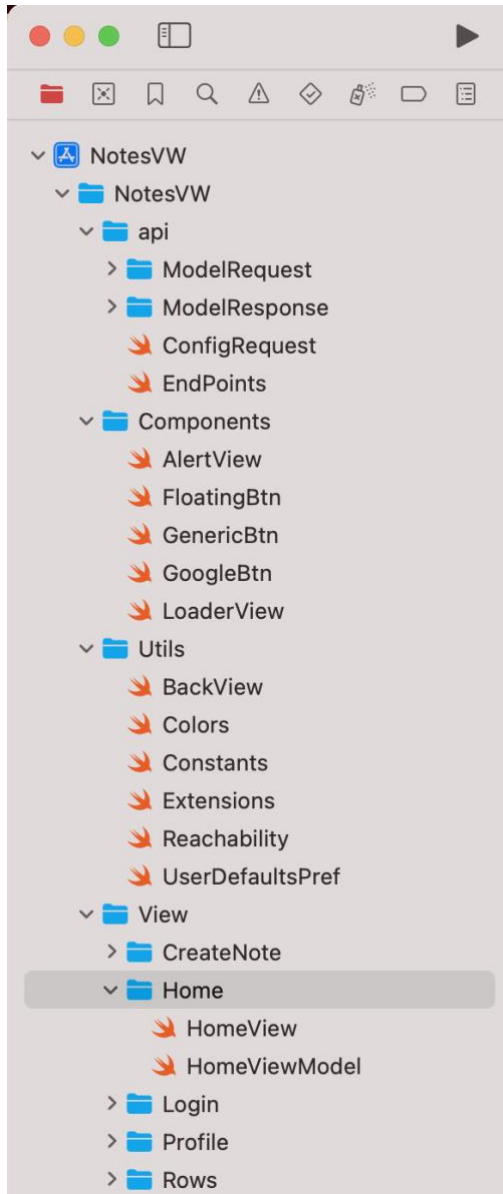 NotesVW
NotesVW
api
ModelRequest
ModelResponse
ConfigRequest
EndPoints
Components
AlertView
FloatingBtn
GenericBtn
GoogleBtn
LoaderView
Utils
BackView
Colors
Constants
Extensions
Reachability
UserDefaultsPref
View
CreateNote
Home
HomeView
HomeViewModel
Login
Profile
Rows